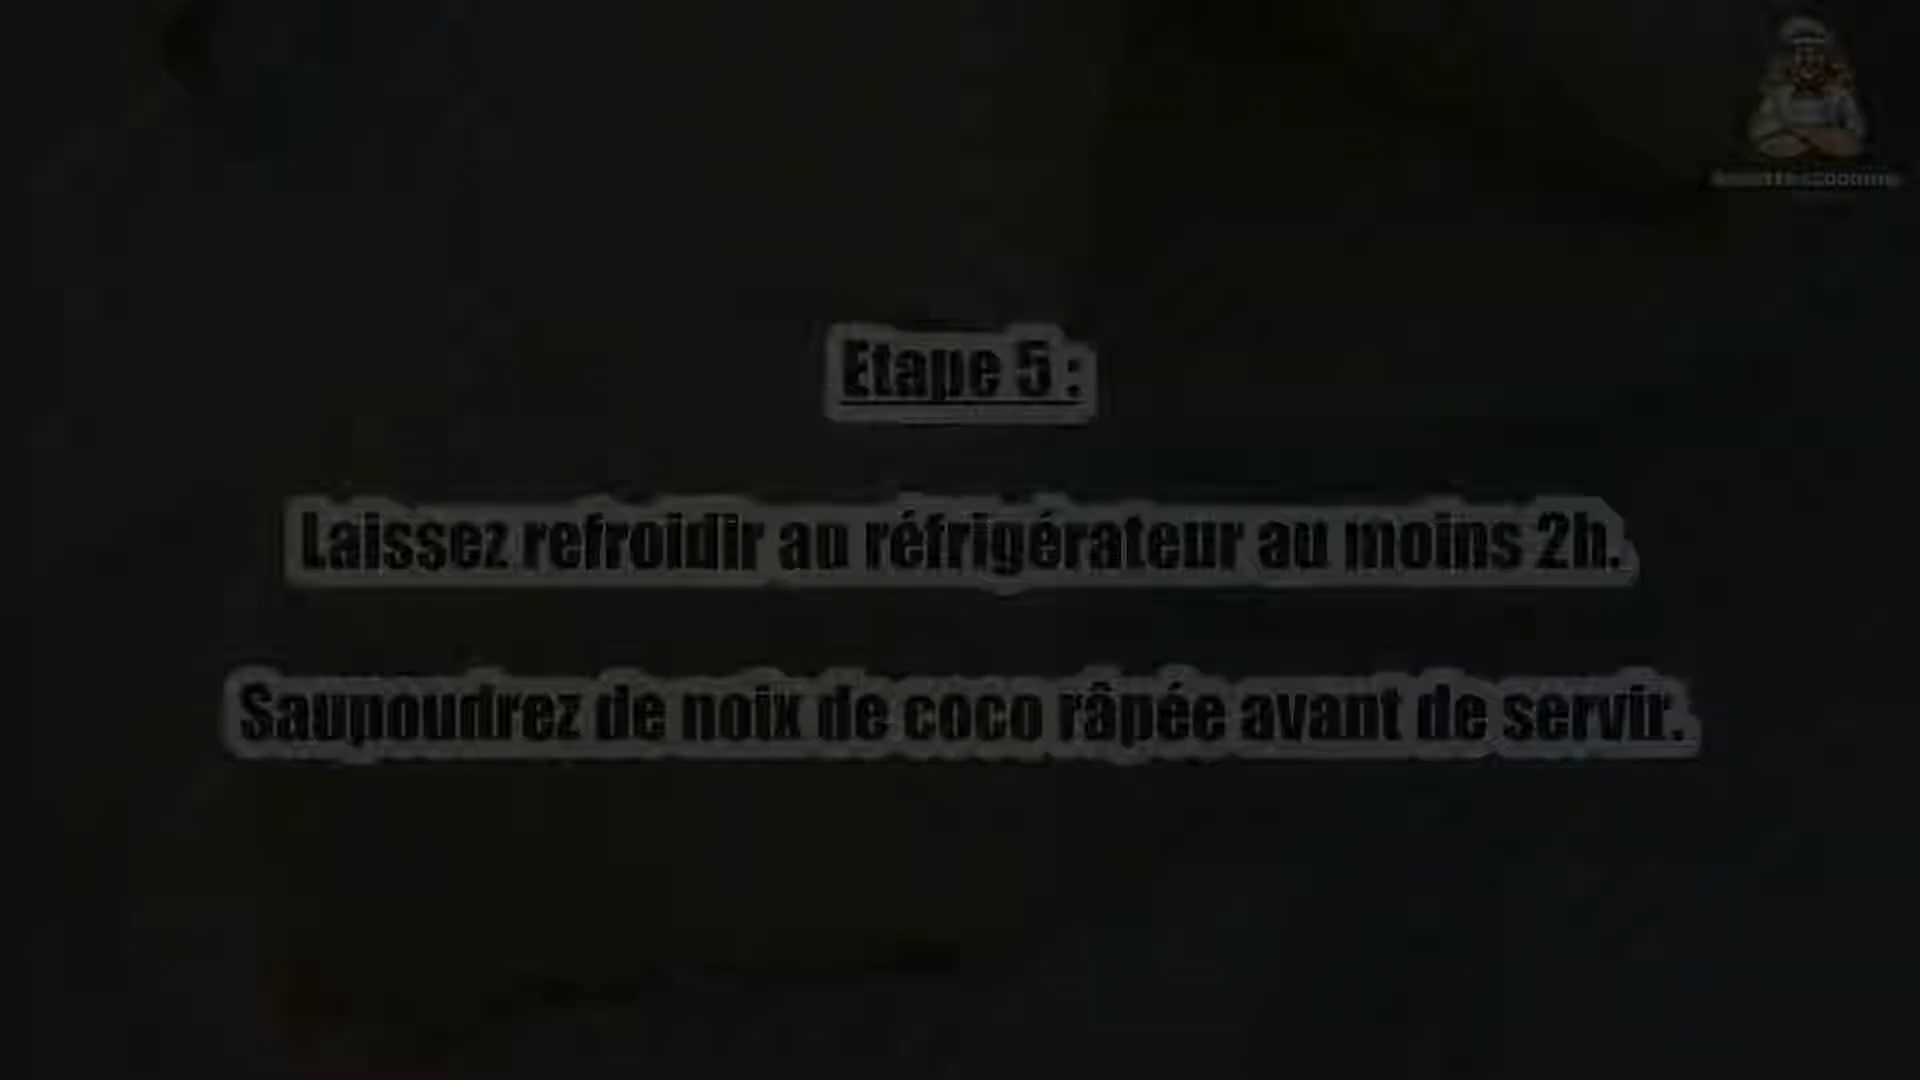 Etape 5 :
Laissez refroidir au réfrigérateur au moins 2h.
Saupoudrez de noix de coco râpée avant de servir.